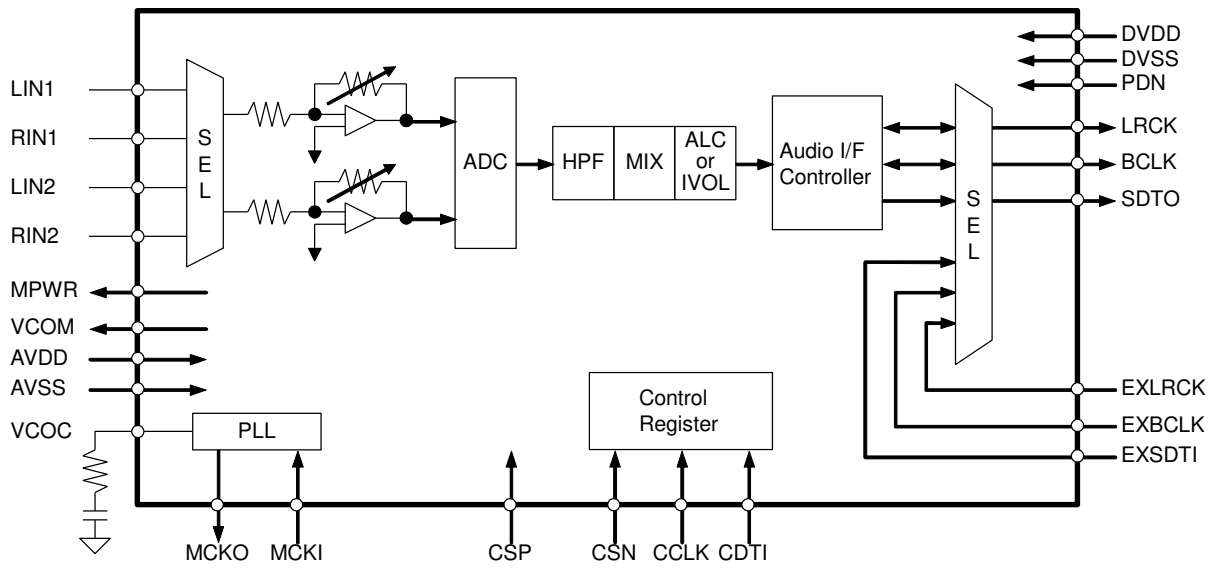 LIN1
RIN1
LIN2
RIN2
MPWR
VCOM
AVDD
AVSS
VCOC
S
E
L
ADC
HPF
MIX
ALC
or
IVOL
Audio I/F
Controller
S
E
L
DVDD
DVSS
PDN
LRCK
BCLK
SDTO
EXLRCK
EXBCLK
EXSDTI
PLL
Control
Register
MCKO
MCKI
CSP
CSN
CCLK
CDTI